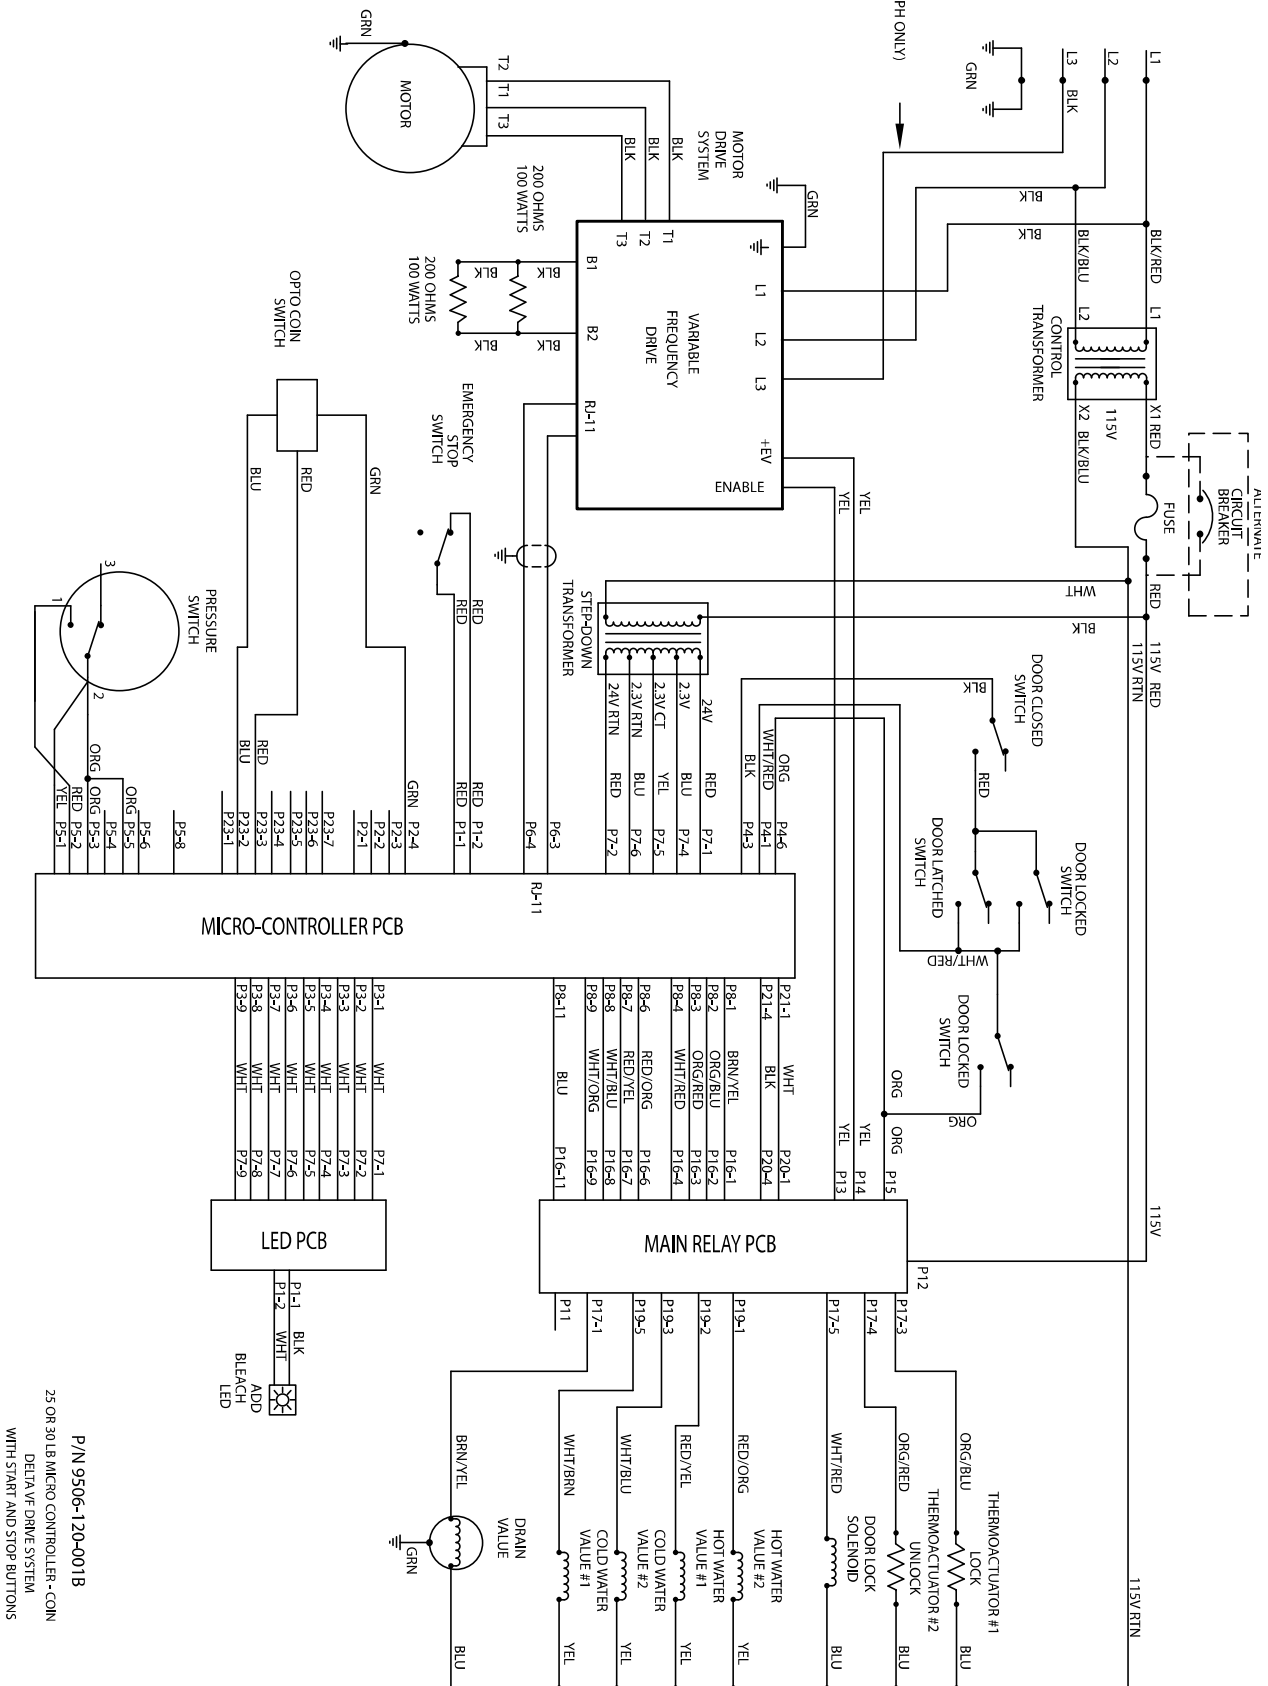 ALTERNATE
CIRCUIT
BREAKER
L1
BLK/RED
L1
X1 RED
FUSE
RED
115V RED
115V RTN
115V
115V RTN
L2
BLK/BLU
L2
X2 BLK/BLU
115V
CONTROL
TRANSFORMER
L3
BLK
GRN
BLK
BLK
WHT
BLK
PH ONLY)
DOOR CLOSED
SWITCH
BLK
RED
DOOR LOCKED
SWITCH
DOOR LATCHED
SWITCH
WHT/RED
DOOR LOCKED
SWITCH
ORG
ORG
ORG
P15
YEL
YEL
YEL
YEL
P14
P13
P12
GRN
L1
L2
L3
+EV
ENABLE
VARIABLE
FREQUENCY
DRIVE
T1
T2
T3
B1
B2
RJ-11
MOTOR
DRIVE
SYSTEM
BLK
BLK
BLK
T2
T1
T3
MOTOR
GRN
200 OHMS
100 WATTS
BLK
BLK
BLK
BLK
200 OHMS
100 WATTS
STEP-DOWN
TRANSFORMER
24V
2.3V
2.3V CT
2.3V RTN
24V RTN
RED
BLU
YEL
BLU
RED
P7-1
P7-4
P7-5
P7-6
P7-2
ORG
WHT/RED
BLK
P4-6
P4-1
P4-3
P6-3
P6-4
RJ-11
EMERGENCY
STOP
SWITCH
RED
RED
RED
RED
P1-2
P1-1
OPTO COIN
SWITCH
GRN
RED
BLU
GRN
RED
BLU
P2-4
P2-3
P2-2
P2-1
P23-7
P23-6
P23-5
P23-4
P23-3
P23-2
P23-1
P5-8
P5-6
P5-5
P5-4
P5-3
P5-2
P5-1
ORG
ORG
ORG
RED
YEL
PRESSURE
SWITCH
3
1
2
MICRO-CONTROLLER PCB
P21-1 WHT P20-1
P21-4 BLK P20-4
P8-1 BRN/YEL P16-1
P8-2 ORG/BLU P16-2
P8-3 ORG/RED P16-3
P8-4 WHT/RED P16-4
P8-6 RED/ORG P16-6
P8-7 RED/YEL P16-7
P8-8 WHT/BLU P16-8
P8-9 WHT/ORG P16-9
P8-11 BLU P16-11
P3-1 WHT P7-1
P3-2 WHT P7-2
P3-3 WHT P7-3
P3-4 WHT P7-4
P3-5 WHT P7-5
P3-6 WHT P7-6
P3-7 WHT P7-7
P3-8 WHT P7-8
P3-9 WHT P7-9
MAIN RELAY PCB
LED PCB
P1-1 BLK
P1-2 WHT
ADD
BLEACH
LED
P17-3
P17-4
P17-5
P19-1
P19-2
P19-3
P19-5
P17-1
P11
THERMOACTUATOR #1
LOCK
ORG/BLU
BLU
THERMOACTUATOR #2
UNLOCK
ORG/RED
BLU
DOOR LOCK
SOLENOID
WHT/RED
BLU
HOT WATER
VALUE #2
RED/ORG
YEL
HOT WATER
VALUE #1
RED/YEL
YEL
COLD WATER
VALUE #2
WHT/BLU
YEL
COLD WATER
VALUE #1
WHT/BRN
YEL
DRAIN
VALUE
BRN/YEL
GRN
BLU
P/N 9506-120-001B
25 OR 30 LB MICRO CONTROLLER - COIN
DELTA VF DRIVE SYSTEM
WITH START AND STOP BUTTONS